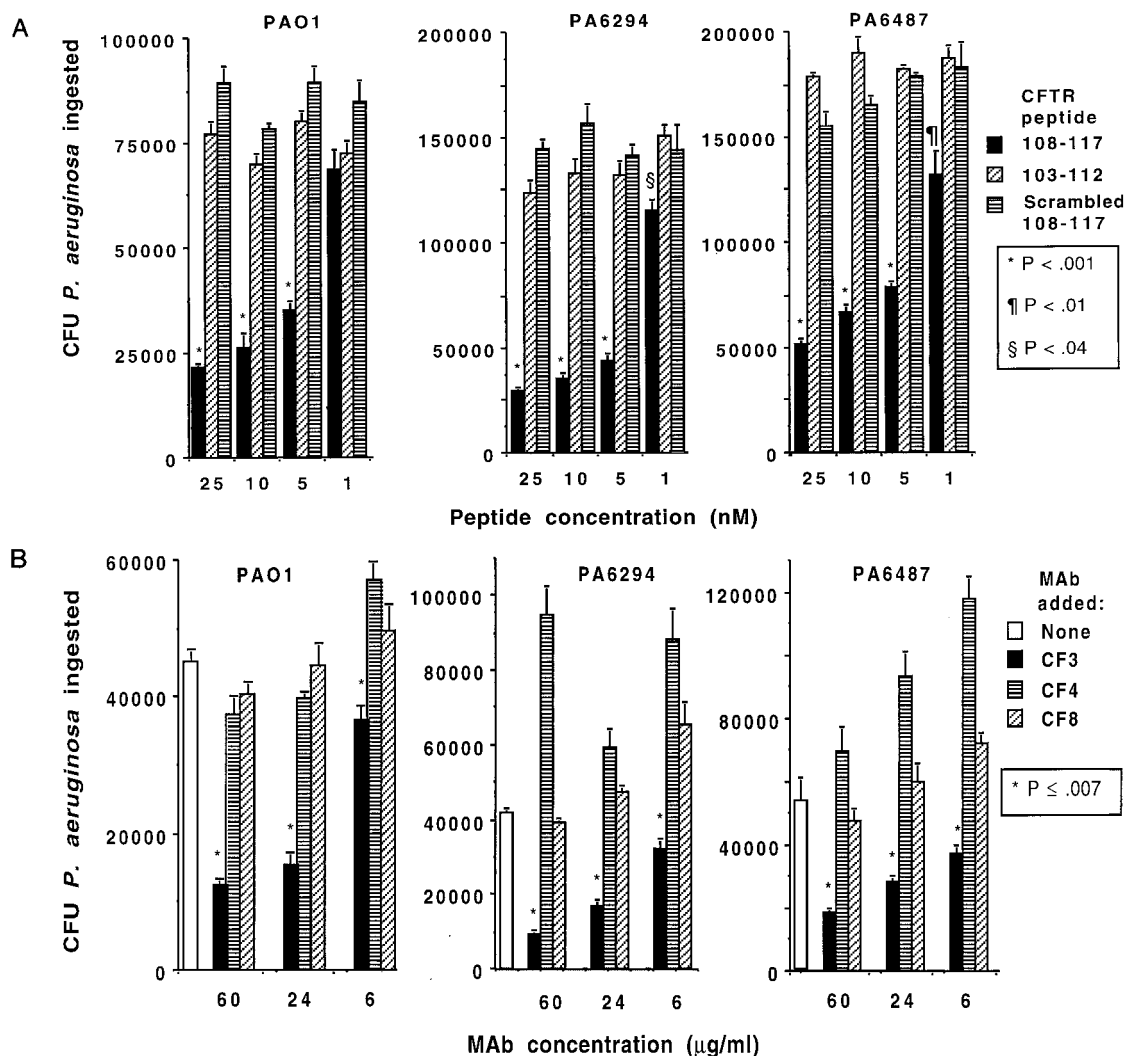 A
PAO1
PA6294
PA6487
CFU P. aeruginosa ingested
100000
75000
50000
25000
0
200000
150000
100000
50000
0
200000
150000
100000
50000
0
* * *
* * * §
* * * ¶
25 10 5 1
25 10 5 1
25 10 5 1
Peptide concentration (nM)
CFTR
peptide
108-117
103-112
Scrambled
108-117
* P < .001
¶ P < .01
§ P < .04
B
PAO1
PA6294
PA6487
CFU P. aeruginosa ingested
60000
40000
20000
0
100000
80000
60000
40000
20000
0
120000
80000
40000
0
* * *
* * *
* * *
60 24 6
60 24 6
60 24 6
MAb concentration (µg/ml)
MAb
added:
None
CF3
CF4
CF8
* P ≤ .007